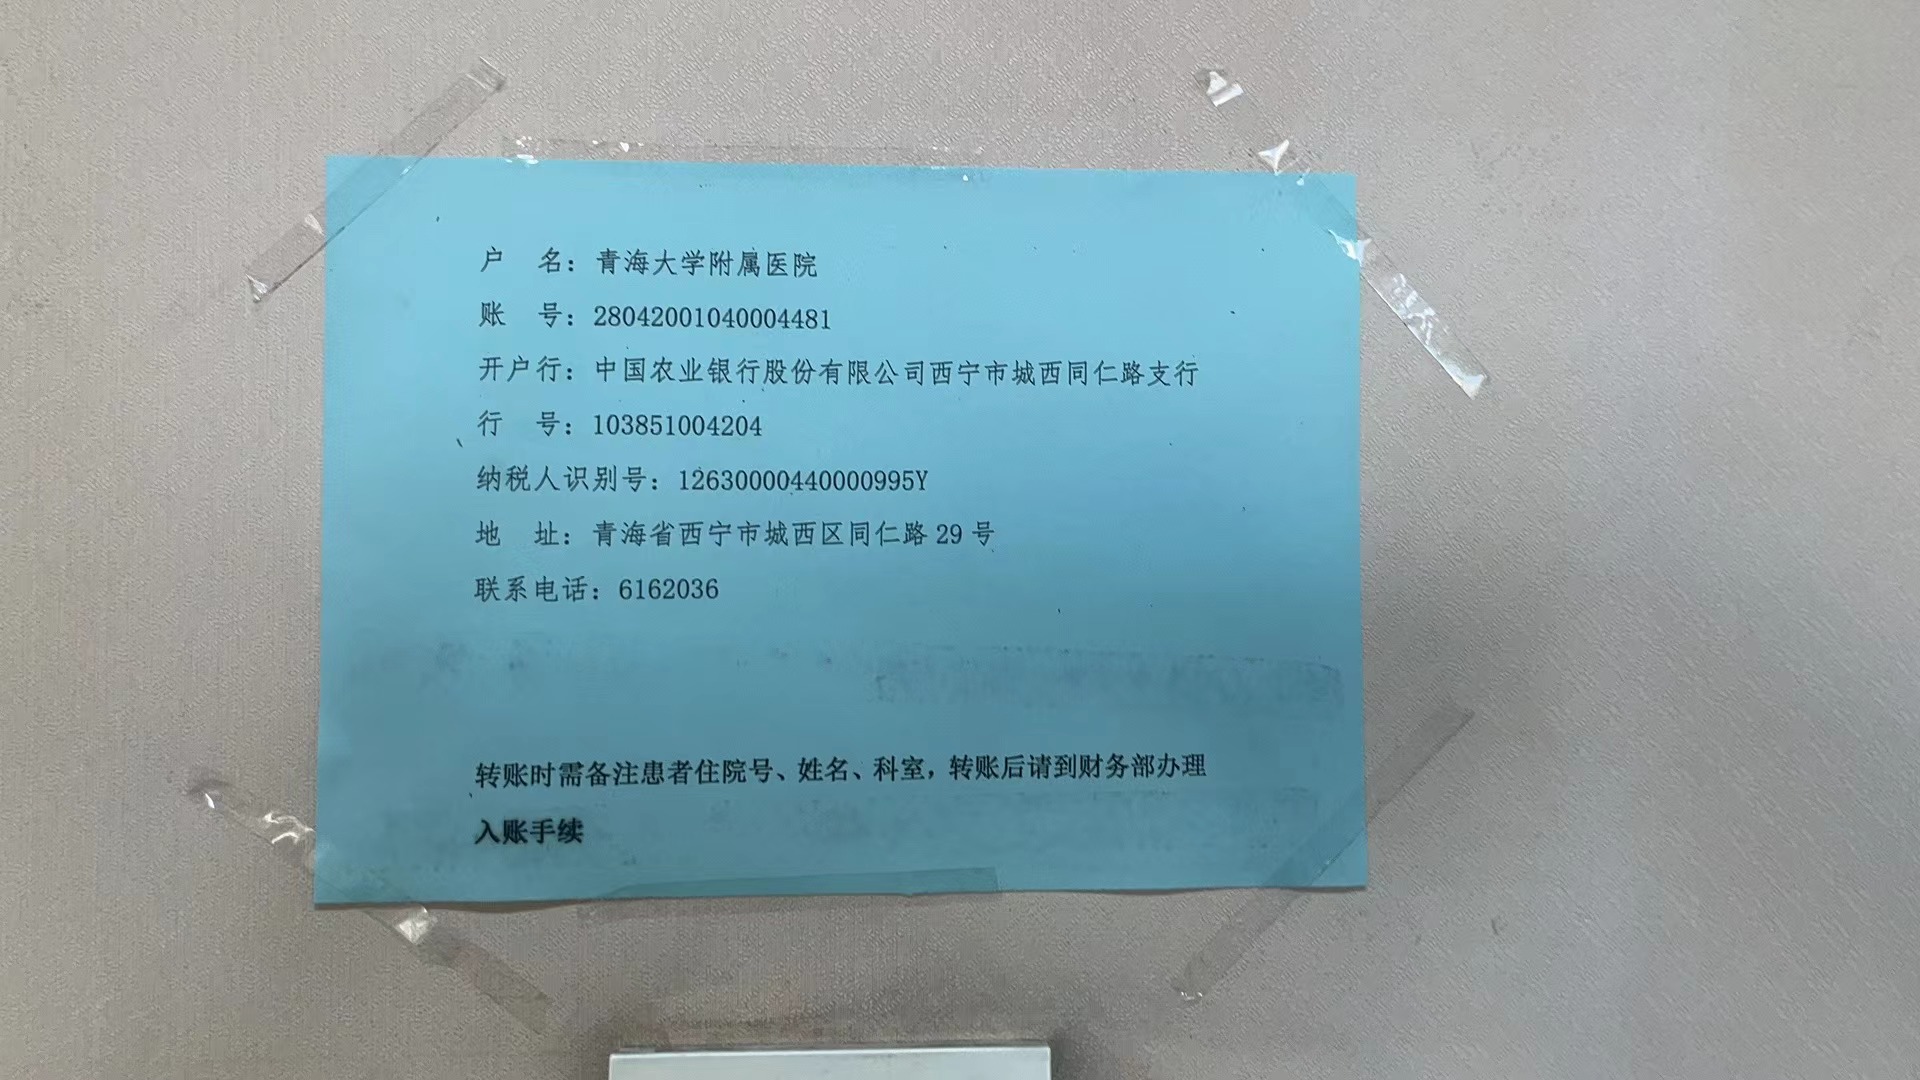 户　名：青海大学附属医院
账　号：28042001040004481
开户行：中国农业银行股份有限公司西宁市城西同仁路支行
行　号：103851004204
纳税人识别号：12630000440000995Y
地　址：青海省西宁市城西区同仁路 29 号
联系电话：6162036
转账时需备注患者住院号、姓名、科室，转账后请到财务部办理
入账手续